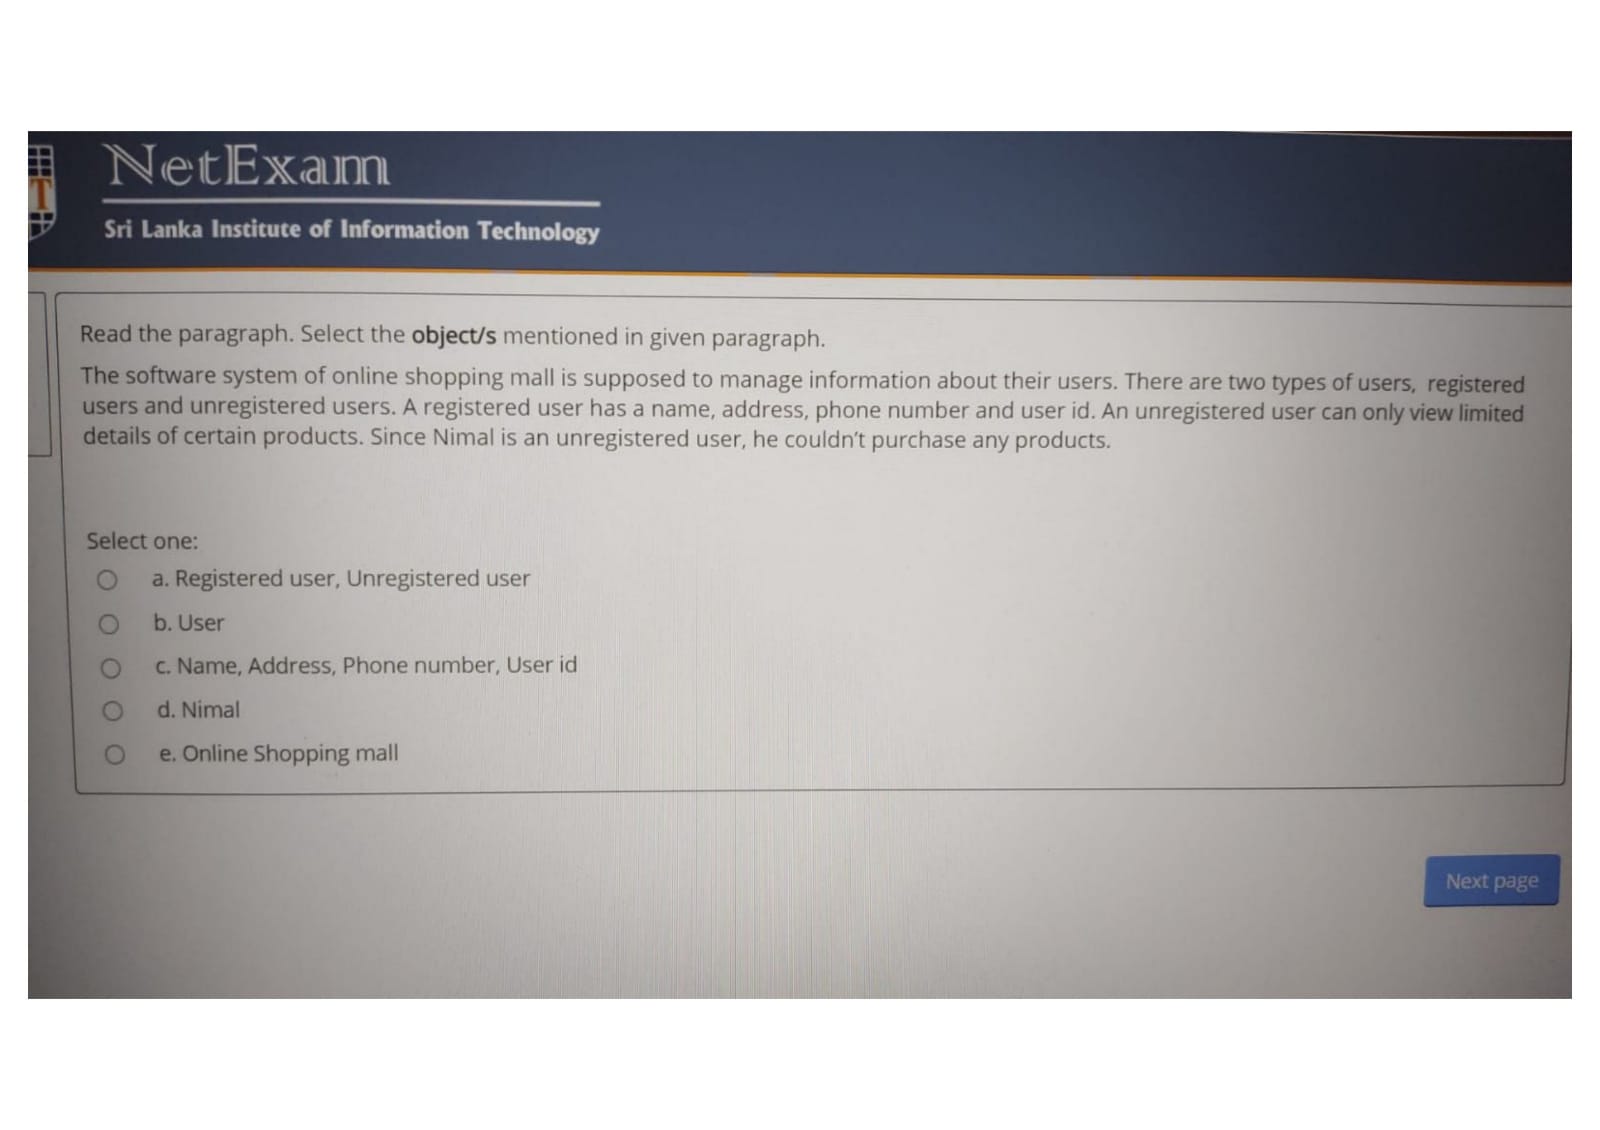 T
NetExam
Sri Lanka Institute of Information Technology
Read the paragraph. Select the object/s mentioned in given paragraph.
The software system of online shopping mall is supposed to manage information about their users. There are two types of users, registered
users and unregistered users. A registered user has a name, address, phone number and user id. An unregistered user can only view limited
details of certain products. Since Nimal is an unregistered user, he couldn't purchase any products.
Select one:
a. Registered user, Unregistered user
b. User
c. Name, Address, Phone number, User id
d. Nimal
e. Online Shopping mall
Next page